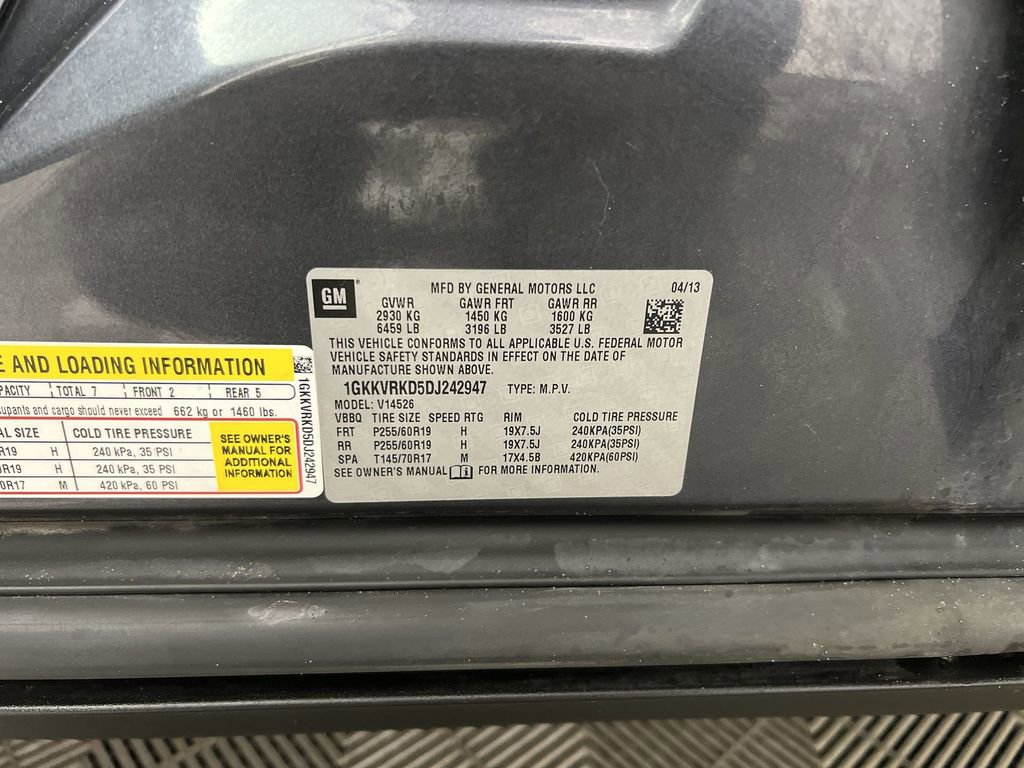 GM
MFD BY GENERAL MOTORS LLC
04/13
GVWR GAWR FRT GAWR RR
2930 KG 1450 KG 1600 KG
6459 LB 3196 LB 3527 LB
THIS VEHICLE CONFORMS TO ALL APPLICABLE U.S. FEDERAL MOTOR
VEHICLE SAFETY STANDARDS IN EFFECT ON THE DATE OF
MANUFACTURE SHOWN ABOVE.
1GKKVRKD5DJ242947 TYPE: M.P.V.
MODEL: V14526
VBBQ TIRE SIZE SPEED RTG RIM COLD TIRE PRESSURE
FRT P255/60R19 H 19X7.5J 240KPA(35PSI)
RR P255/60R19 H 19X7.5J 240KPA(35PSI)
SPA T145/70R17 M 17X4.5B 420KPA(60PSI)
SEE OWNER'S MANUAL FOR MORE INFORMATION.
E AND LOADING INFORMATION
PACITY TOTAL 7 FRONT 2 REAR 5
supants and cargo should never exceed 662 kg or 1460 lbs.
AL SIZE COLD TIRE PRESSURE
R19 H 240 kPa, 35 PSI
R19 H 240 kPa, 35 PSI
0R17 M 420 kPa, 60 PSI
SEE OWNER'S
MANUAL FOR
ADDITIONAL
INFORMATION
1GKKVRKD5DJ242947